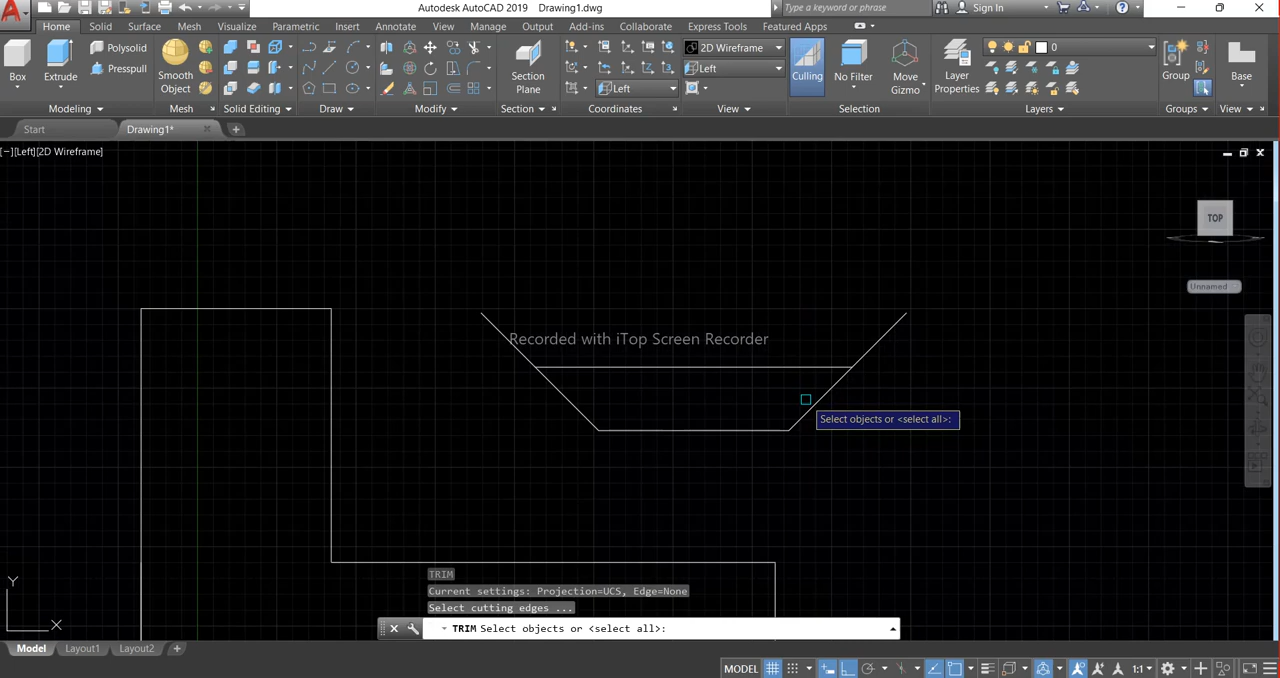 Autodesk AutoCAD 2019 Drawing1.dwg
Type a keyword or phrase
Sign In
Home Solid Surface Mesh Visualize Parametric Insert Annotate View Manage Output Add-ins Collaborate Express Tools Featured Apps
Box
Extrude
Polysolid
Presspull
Smooth
Object
Section
Plane
2D Wireframe
Left
Left
Culling
No Filter
Move
Gizmo
Layer
Properties
0
Group
Base
Modeling
Mesh
Solid Editing
Draw
Modify
Section
Coordinates
View
Selection
Layers
Groups
View
Start
Drawing1*
[−][Left][2D Wireframe]
TOP
Unnamed
Recorded with iTop Screen Recorder
Select objects or <select all>:
Y
X
TRIM
Current settings: Projection=UCS, Edge=None
Select cutting edges ...
TRIM Select objects or <select all>:
Model Layout1 Layout2
MODEL
1:1